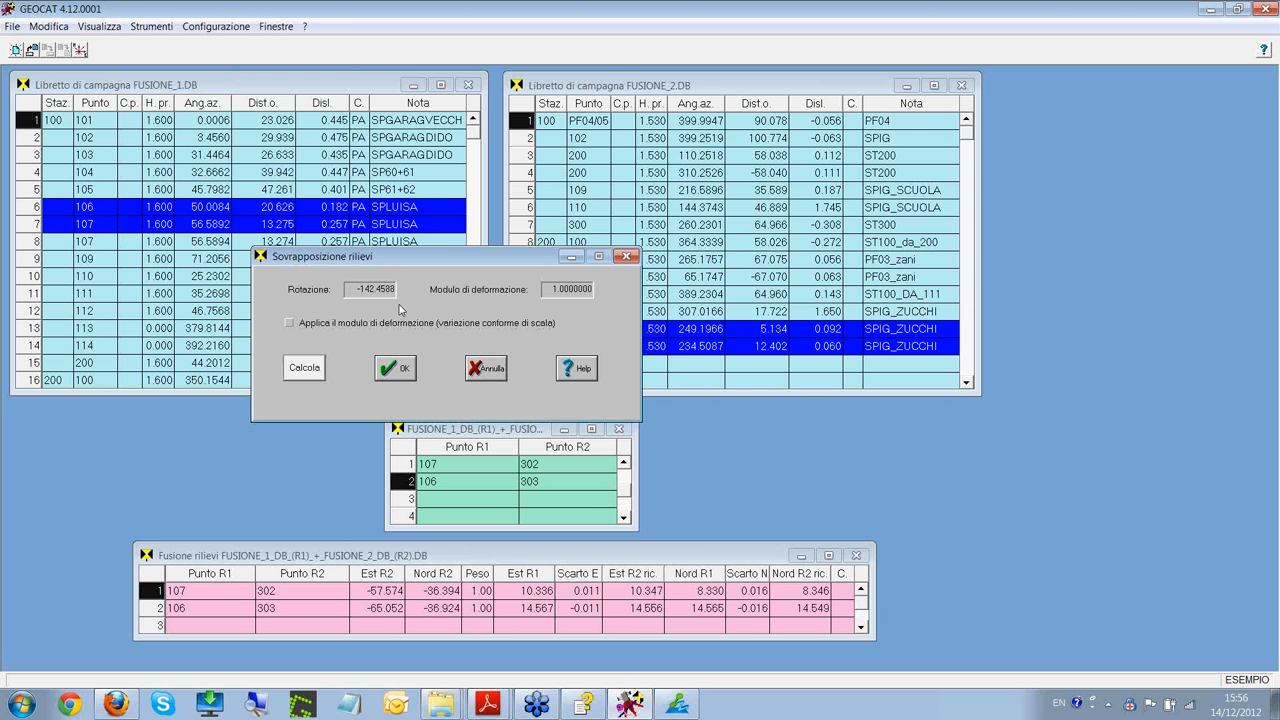 GEOCAT 4.12.0001
File Modifica Visualizza Strumenti Configurazione Finestre ?
Libretto di campagna FUSIONE_1.DB
Staz. Punto C.p. H. pr. Ang.az. Dist.o. Disl. C. Nota
1 100 101 1.600 0.0006 23.026 0.445 PA SPGARAGVECCH
2 102 1.600 3.4560 29.939 0.475 PA SPGARAGDIDO
3 103 1.600 31.4464 26.633 0.435 PA SPGARAGDIDO
4 104 1.600 32.6662 39.942 0.447 PA SP60+61
5 105 1.600 45.7982 47.261 0.401 PA SP61+62
6 106 1.600 50.0084 20.626 0.182 PA SPLUISA
7 107 1.600 56.5892 13.275 0.257 PA SPLUISA
8 107 1.600 56.5894 13.274 0.257 PA SPLUISA
9 109 1.600 71.2056
10 110 1.600 25.2302
11 111 1.600 35.2698
12 112 1.600 43.9656
13 113 0.000 379.8144
14 114 0.000 392.2160
15 200 1.600 44.2012
16 200 100 1.600 350.1544
Libretto di campagna FUSIONE_2.DB
Staz. Punto C.p. H. pr. Ang.az. Dist.o. Disl. C. Nota
1 100 PF04/05 1.530 399.9947 90.078 -0.056 PF04
2 102 1.530 399.2519 100.774 0.000 SPIG
3 200 1.530 110.2518 58.038 0.112 ST200
4 200 1.530 310.2526 -58.040 0.111 ST200
5 109 1.530 216.5896 35.589 0.187 SPIG_SCUOLA
6 110 1.530 144.3743 46.889 1.745 SPIG_SCUOLA
7 300 1.530 260.2301 64.966 -0.308 ST300
8 200 100 1.530 364.3339 58.026 -0.272 ST100_da_200
.530 265.1757 57.065 0.056 PF03_zani
.530 65.1747 -67.070 0.063 PF03_zani
.530 389.2130 64.960 0.143 ST100_DA_111
.530 307.0166 17.722 1.650 SPIG_ZUCCHI
.530 249.1966 5.134 0.092 SPIG_ZUCCHI
.530 234.5087 12.402 0.060 SPIG_ZUCCHI
Sovrapposizione rilievi
Rotazione: -142.4588 Modulo di deformazione: 1.0000000
Applica il modulo di deformazione (variazione conforme di scala)
Calcola OK Annulla ? Help
FUSIONE_1_DB_(R1)_+_FUSIO...
Punto R1 Punto R2
1 107 302
2 106 303
3
4
Fusione rilievi FUSIONE_1_DB_(R1)_+_FUSIONE_2_DB_(R2).DB
Punto R1 Punto R2 Est R2 Nord R2 Peso Est R1 Scarto E Est R2 ric. Nord R1 Scarto N Nord R2 ric. C.
1 107 302 -57.574 -36.394 1.00 10.336 0.011 10.347 8.330 0.016 8.346
2 106 303 -65.052 -36.924 1.00 14.567 -0.011 14.556 14.565 -0.016 14.549
3
ESEMPIO
EN
15:56
14/12/2012